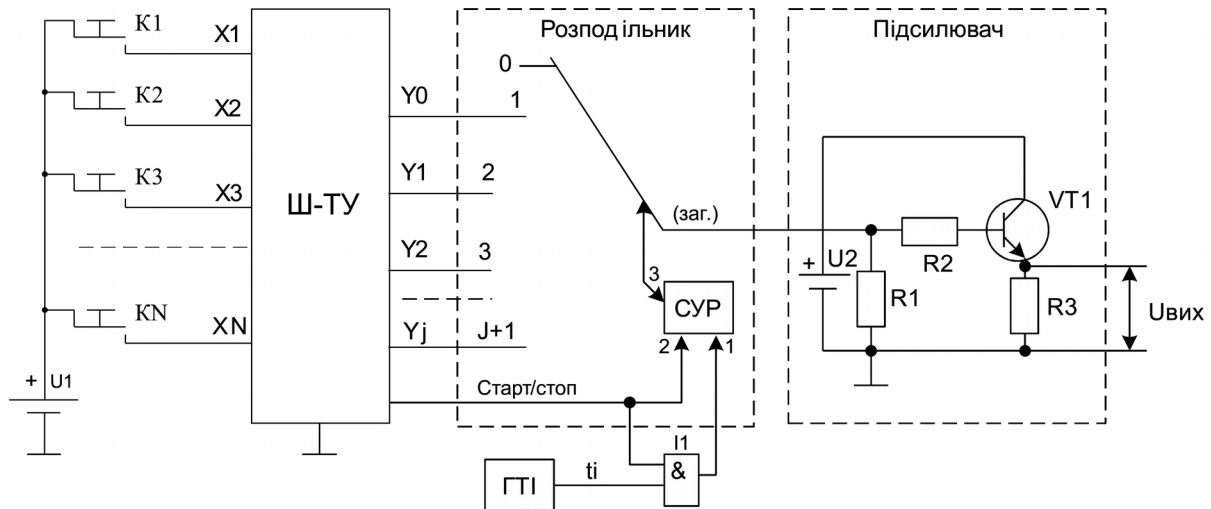 К1
X1
К2
X2
К3
X3
КN
XN
+ U1
Ш-ТУ
Y0
Y1
Y2
Yj
Старт/стоп
Розподільник
0
1
2
3
J+1
(заг.)
3
СУР
2
1
I1
&
ГТІ
ti
Підсилювач
VT1
+ U2
R2
R1
R3
Uвих